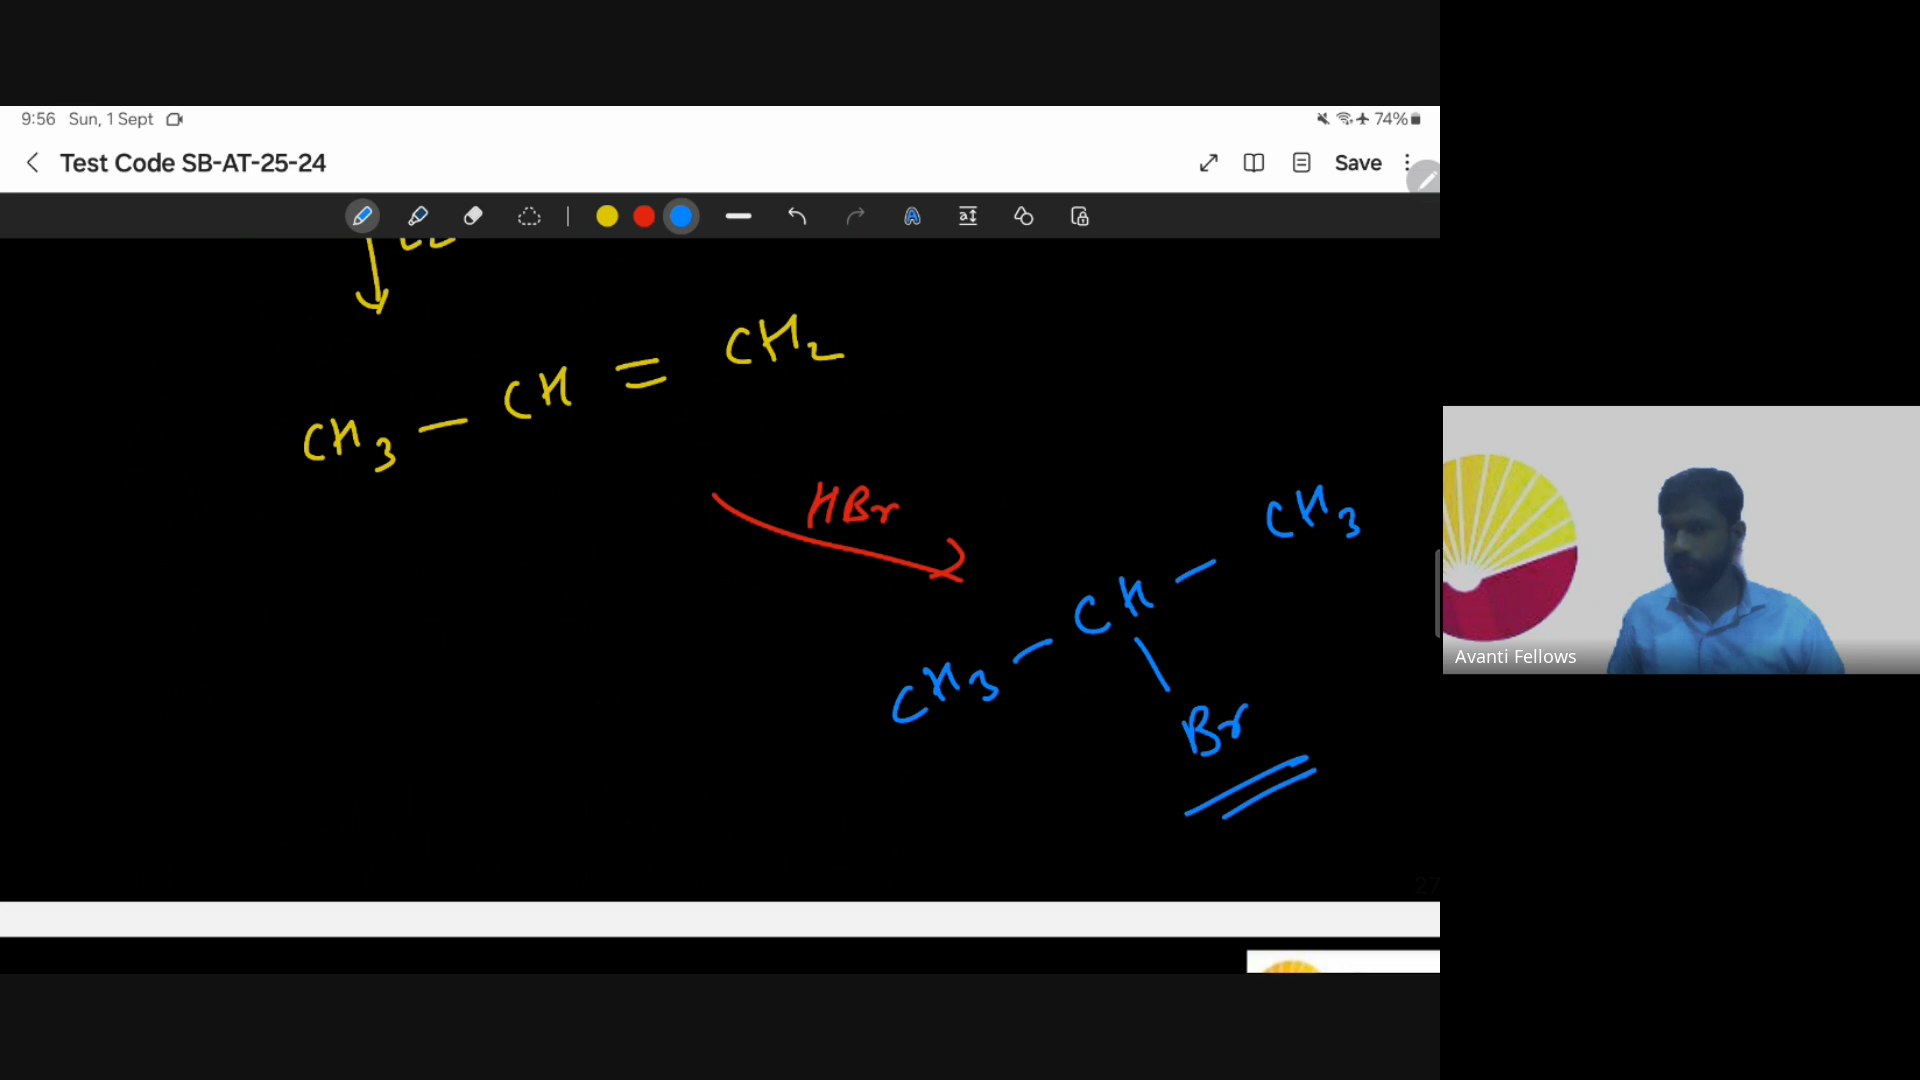 9:56 Sun, 1 Sept 74%
Test Code SB-AT-25-24 Save
CH3 — CH = CH2
HBr
CH3 — CH — CH3
Br
Avanti Fellows
27